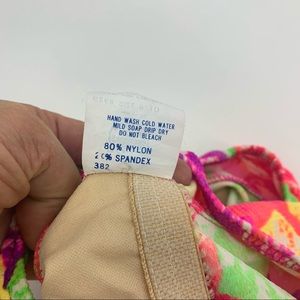 HAND WASH COLD WATER
MILD SOAP DRIP DRY
DO NOT BLEACH
80% NYLON
20% SPANDEX
382